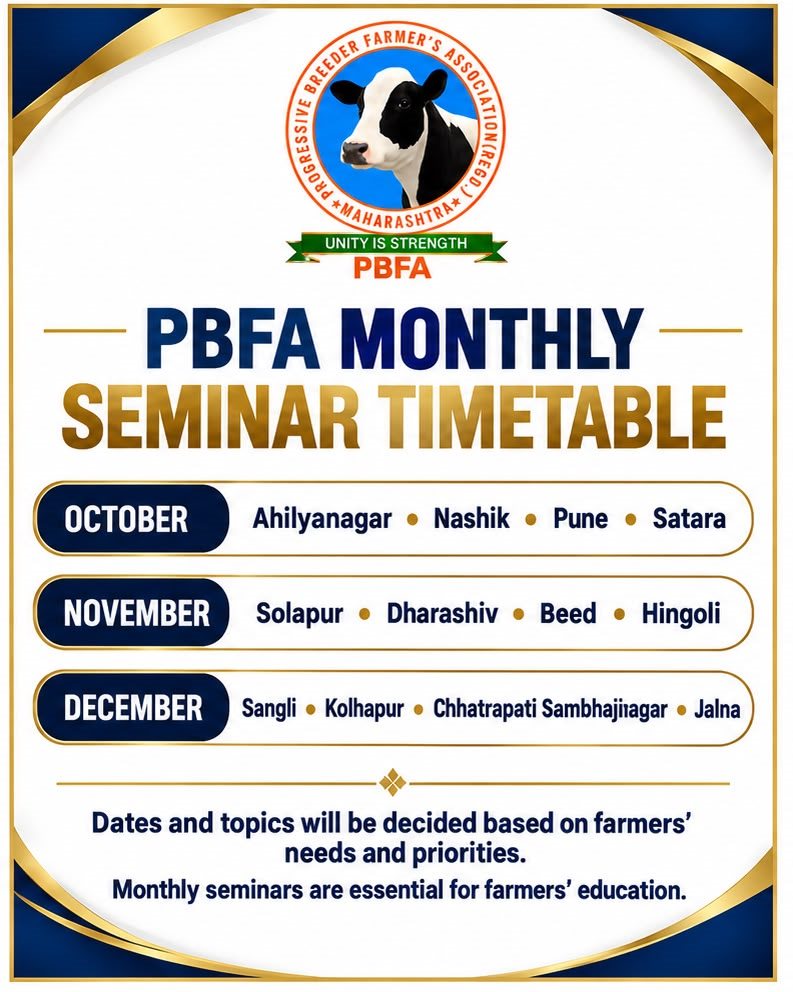 PROGRESSIVE BREEDER FARMER'S ASSOCIATION(REGD.)
★MAHARASHTRA★
UNITY IS STRENGTH
PBFA
PBFA MONTHLY
SEMINAR TIMETABLE
OCTOBER Ahilyanagar • Nashik • Pune • Satara
NOVEMBER Solapur • Dharashiv • Beed • Hingoli
DECEMBER Sangli • Kolhapur • Chhatrapati Sambhajinagar • Jalna
Dates and topics will be decided based on farmers'
needs and priorities.
Monthly seminars are essential for farmers' education.